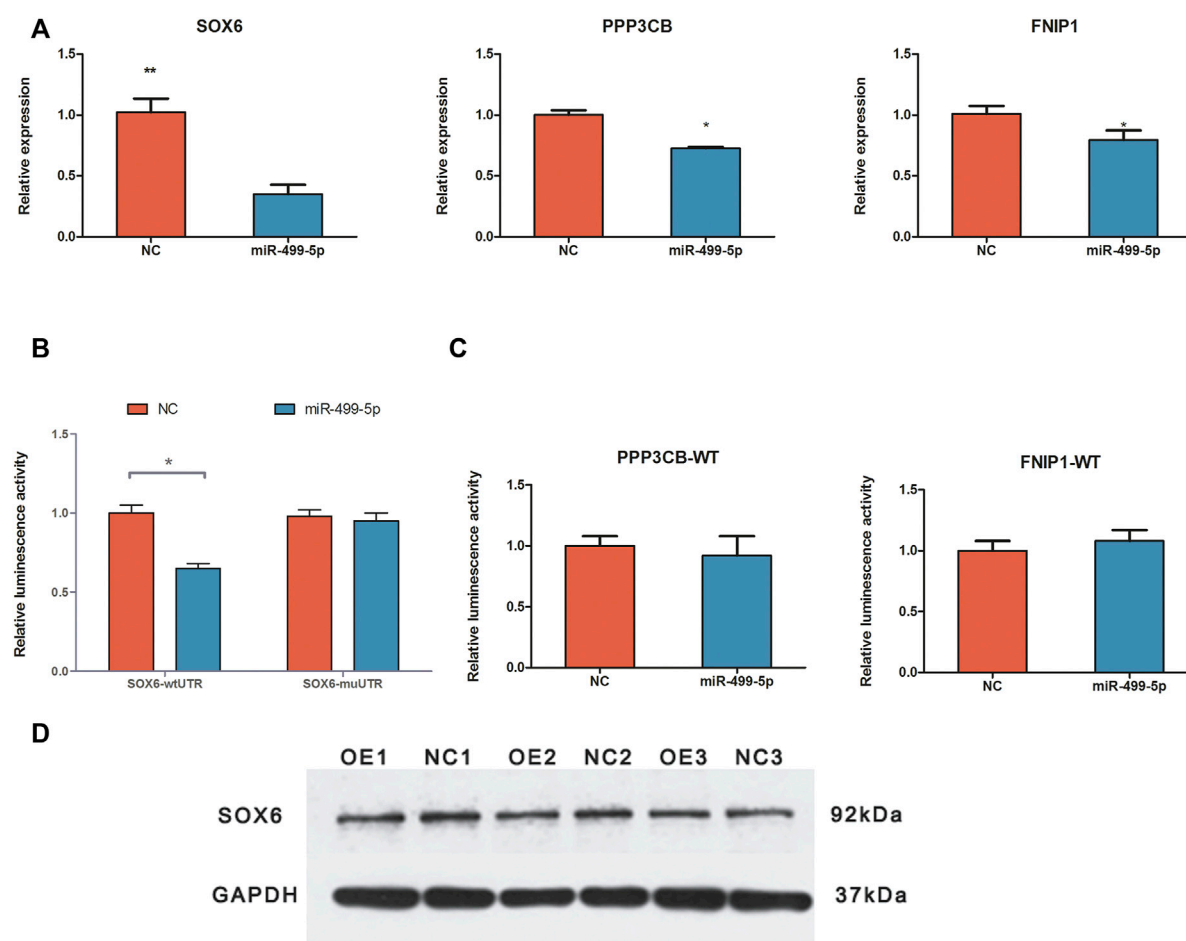 A
SOX6
PPP3CB
FNIP1
Relative expression
1.5
1.0
0.5
0.0
**
NC
miR-499-5p
Relative expression
1.5
1.0
0.5
0.0
*
NC
miR-499-5p
Relative expression
1.5
1.0
0.5
0.0
*
NC
miR-499-5p
B
NC
miR-499-5p
Relative luminescence activity
1.5
1.0
0.5
0.0
*
SOX6-wtUTR
SOX6-muUTR
C
PPP3CB-WT
Relative luminescence activity
1.5
1.0
0.5
0.0
NC
miR-499-5p
FNIP1-WT
Relative luminescence activity
1.5
1.0
0.5
0.0
NC
miR-499-5p
D
OE1 NC1 OE2 NC2 OE3 NC3
SOX6 92kDa
GAPDH 37kDa